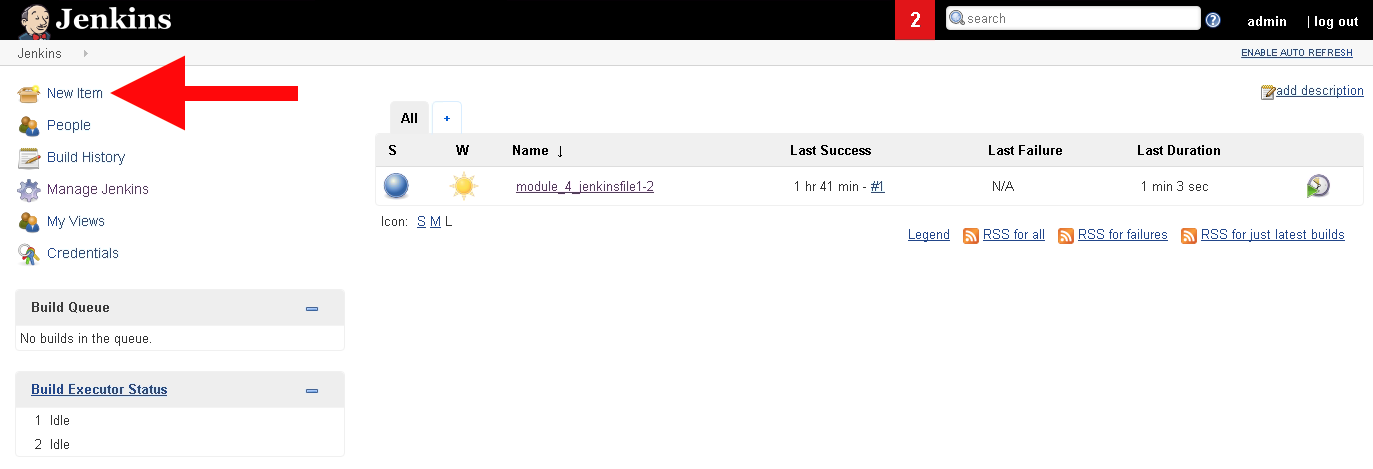 Jenkins
2
search
?
admin
| log out
Jenkins
ENABLE AUTO REFRESH
New Item
People
Build History
Manage Jenkins
My Views
Credentials
Build Queue
No builds in the queue.
Build Executor Status
1 Idle
2 Idle
add description
All +
S W Name ↓ Last Success Last Failure Last Duration
module_4_jenkinsfile1-2 1 hr 41 min - #1 N/A 1 min 3 sec
Icon: S M L
Legend RSS for all RSS for failures RSS for just latest builds